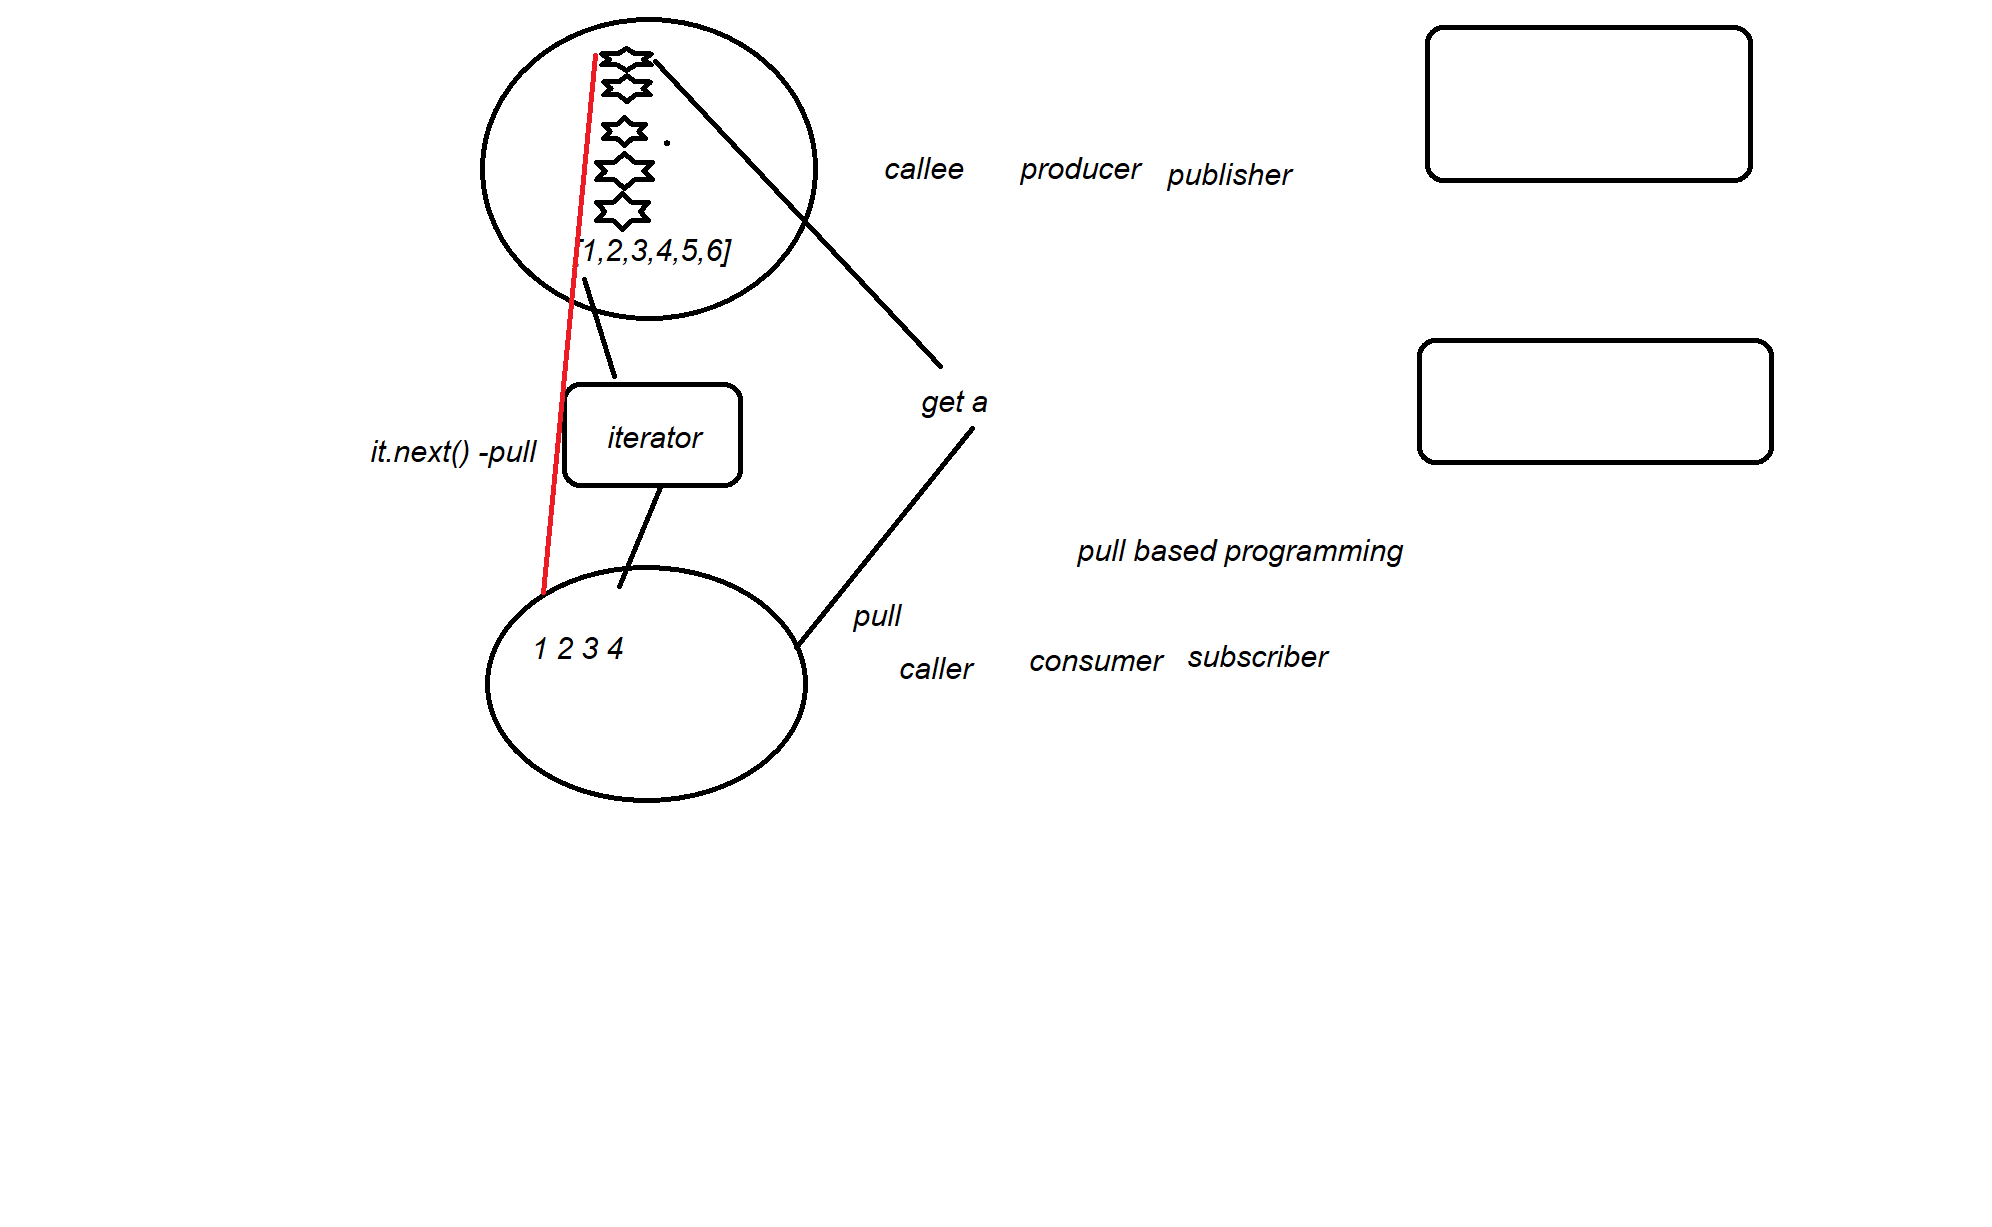 callee producer publisher
[1,2,3,4,5,6]
get a
iterator
it.next() -pull
pull based programming
pull
1 2 3 4
caller consumer subscriber